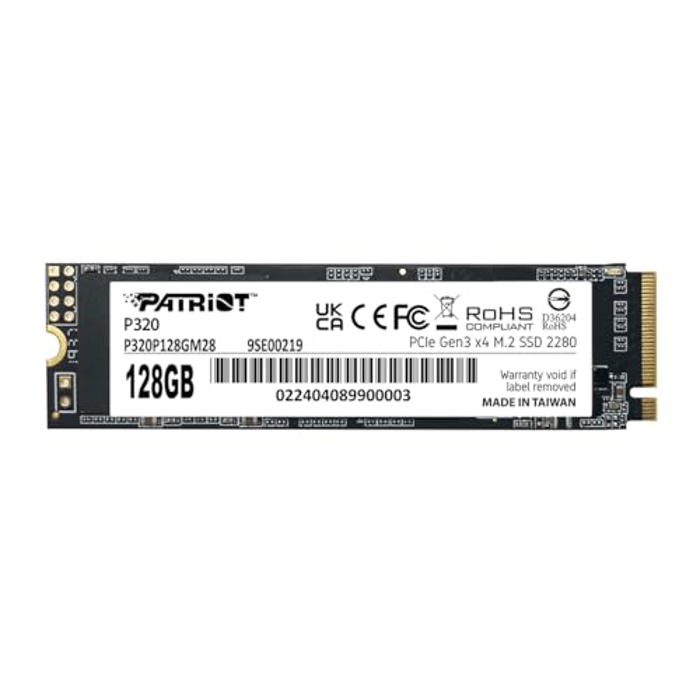 PATRIOT™
P320
P320P128GM28 9SE00219
128GB
022404089900003
UK
CA CE FC RoHS
COMPLIANT
D36204
RoHS
PCIe Gen3 x4 M.2 SSD 2280
Warranty void if
label removed
MADE IN TAIWAN